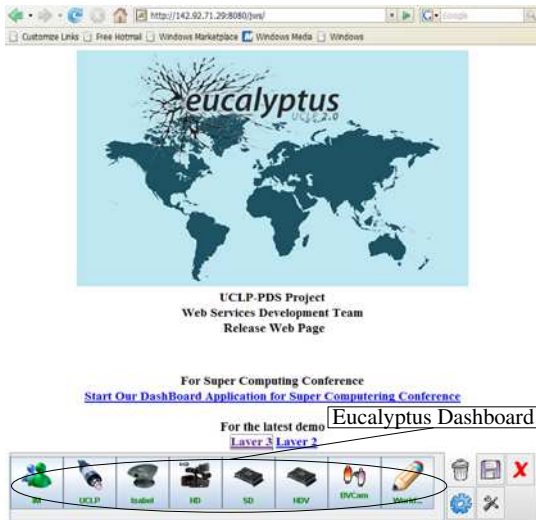 http://142.92.71.29:8080/jws/
Google
Customize Links Free Hotmail Windows Marketplace Windows Media Windows
eucalyptus
UCLP 2.0
UCLP-PDS Project
Web Services Development Team
Release Web Page
For Super Computing Conference
Start Our DashBoard Application for Super Computering Conference
For the latest demo
Eucalyptus Dashboard
Layer 3 Layer 2
IM UCLP Isabel HD SD HDV BVCam World...